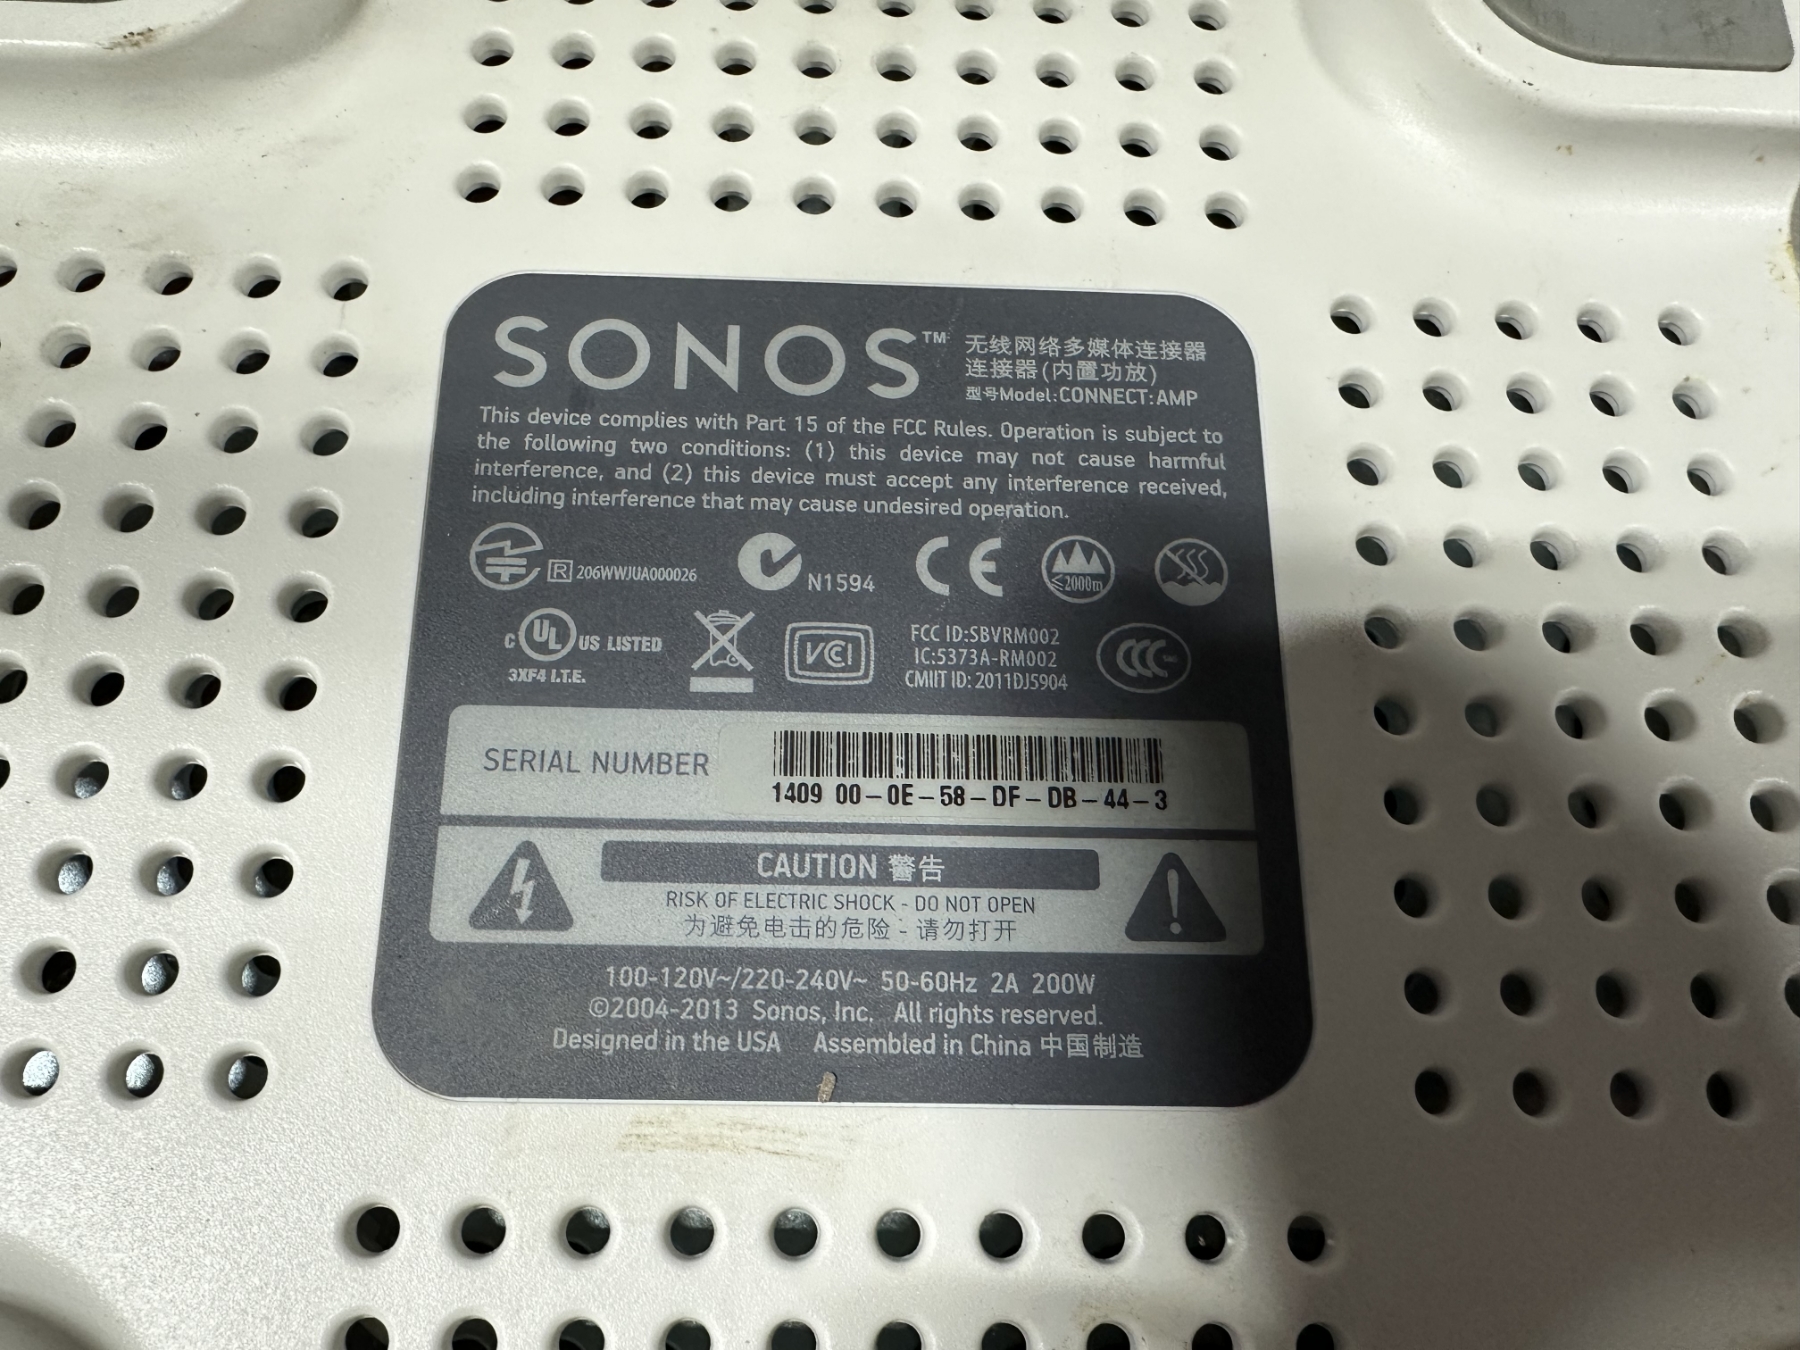 SONOS™
无线网络多媒体连接器
连接器(内置功放)
型号Model:CONNECT:AMP
This device complies with Part 15 of the FCC Rules. Operation is subject to
the following two conditions: (1) this device may not cause harmful
interference, and (2) this device must accept any interference received,
including interference that may cause undesired operation.
R 206WWJUA000026
N1594
CE
≤2000m
C UL US LISTED
3XF4 I.T.E.
VCI
FCC ID:SBVRM002
IC:5373A-RM002
CMIIT ID: 2011DJ5904
CCC
SERIAL NUMBER
1409 00-0E-58-DF-DB-44-3
CAUTION 警告
RISK OF ELECTRIC SHOCK - DO NOT OPEN
为避免电击的危险 - 请勿打开
100-120V~/220-240V~ 50-60Hz 2A 200W
©2004-2013 Sonos, Inc. All rights reserved.
Designed in the USA Assembled in China 中国制造